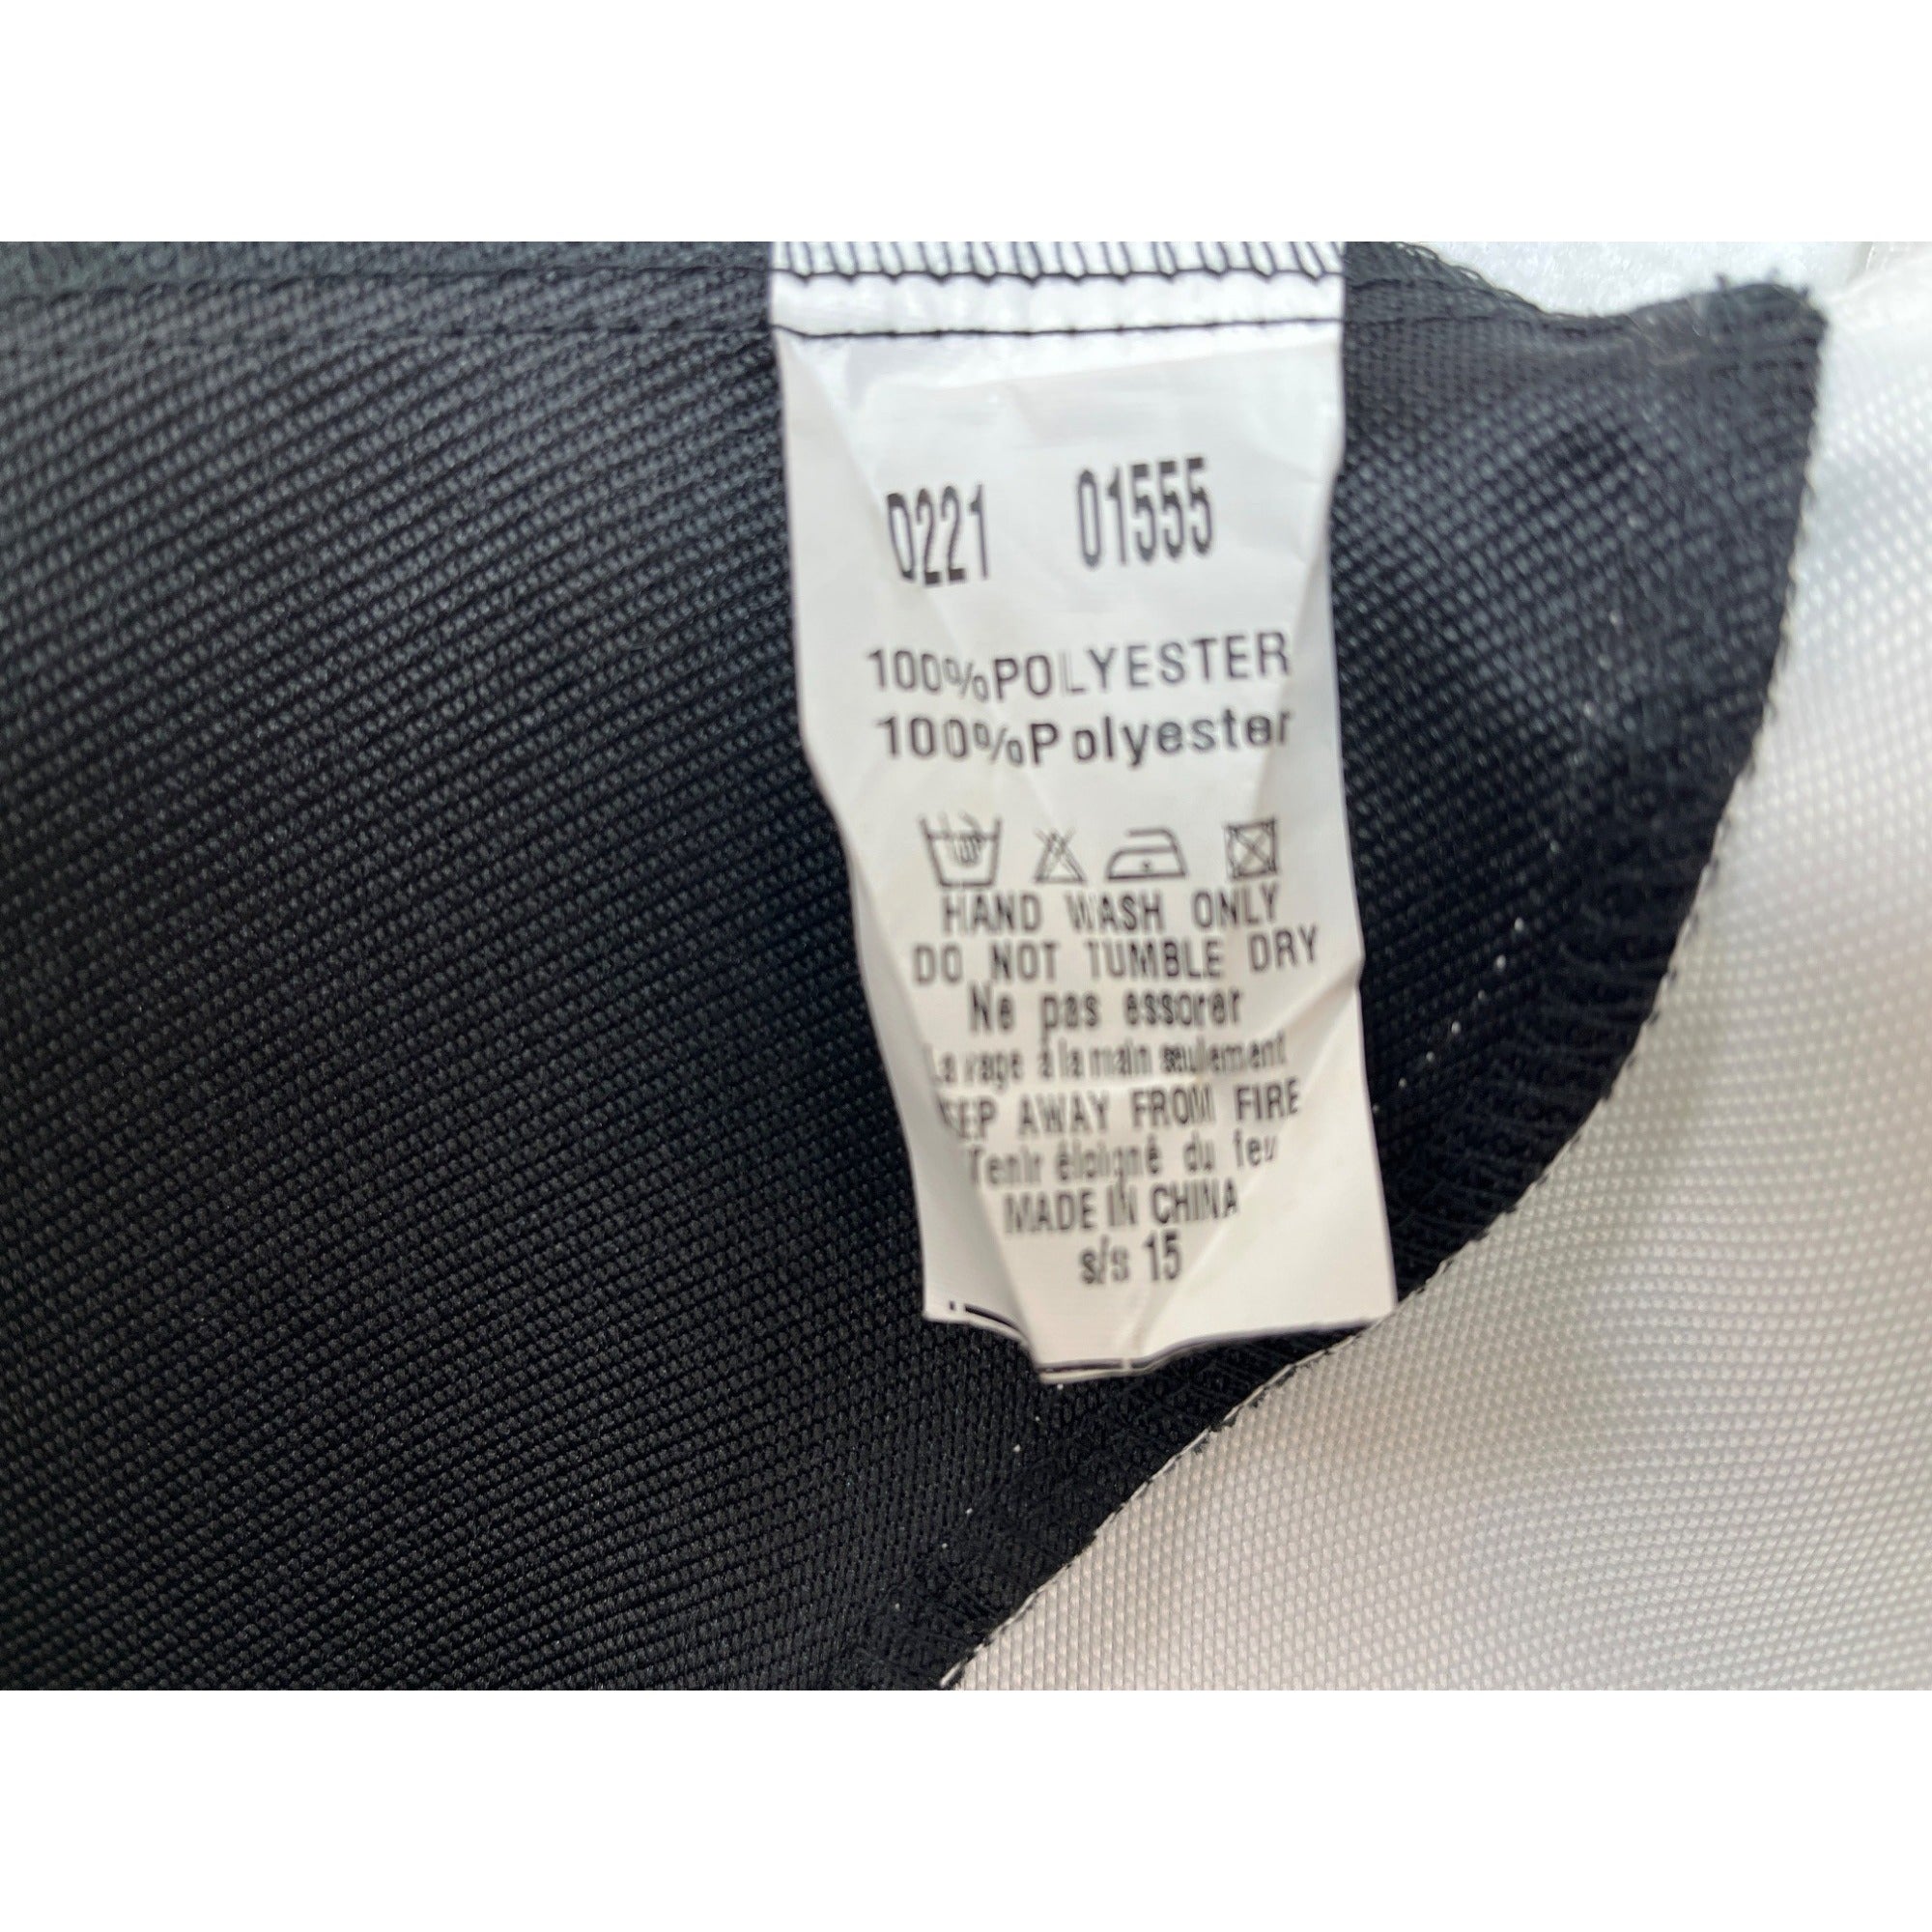 D221 01555
100%POLYESTER
100%Polyester
HAND WASH ONLY
DO NOT TUMBLE DRY
Ne pas essorer
La vage à la main seulement
EEP AWAY FROM FIRE
Tenir éloigné du feu
MADE IN CHINA
s/s 15